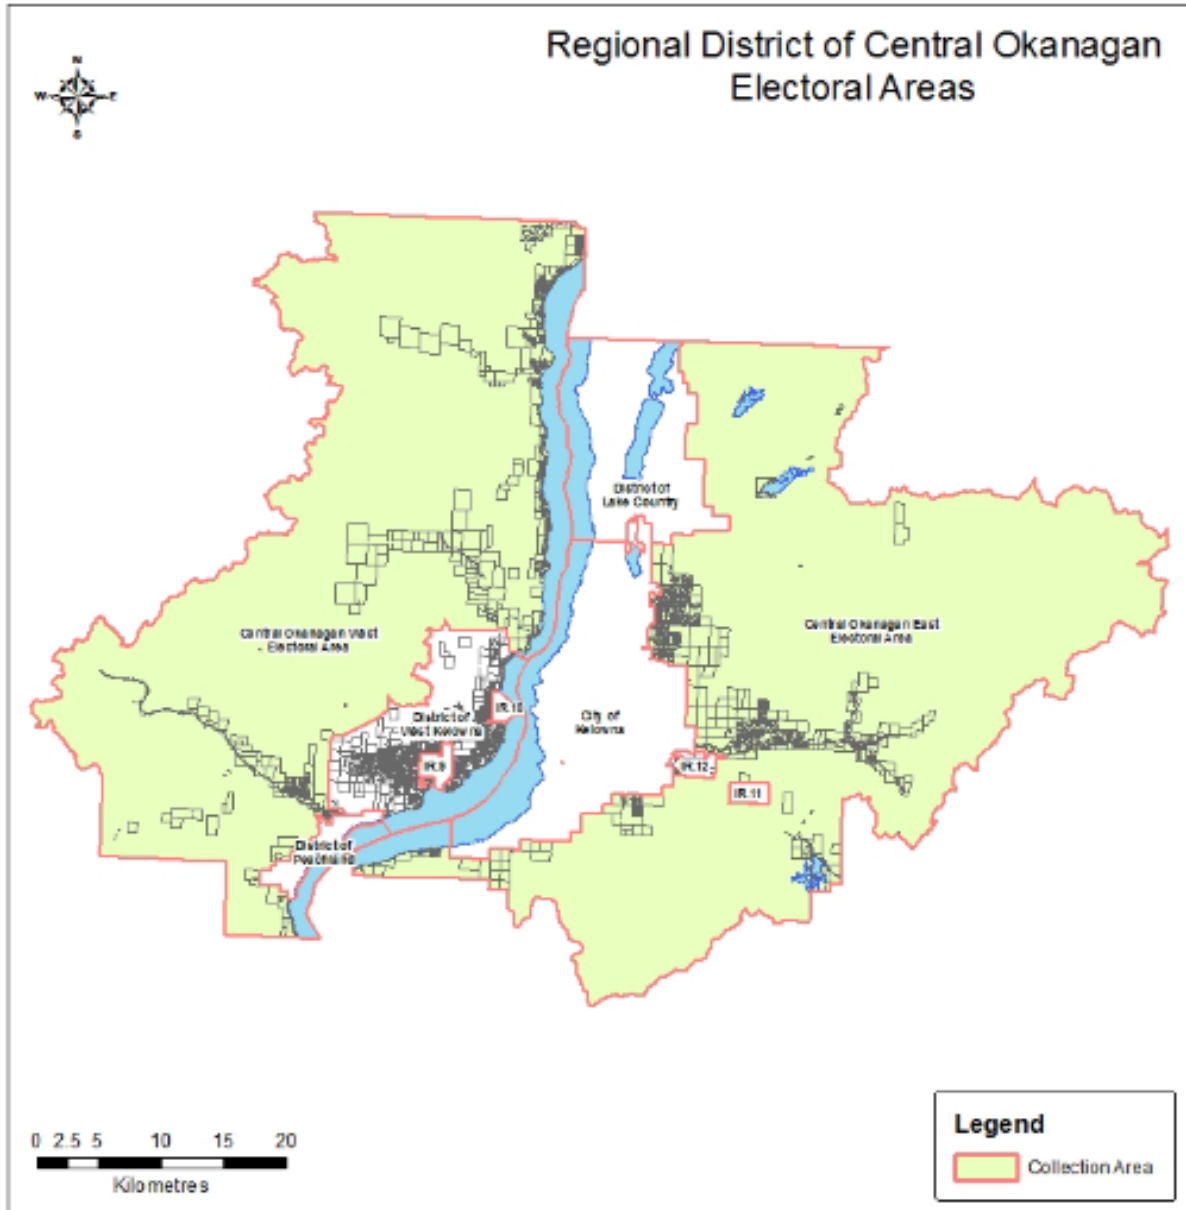 Regional District of Central Okanagan
Electoral Areas
N
W
E
S
District of
Lake Country
Central Okanagan West
Electoral Area
Central Okanagan East
Electoral Area
IR.10
District of
West Kelowna
City of
Kelowna
IR.9
IR.12
IR.11
District of
Peachland
0 2.5 5 10 15 20
Kilometres
Legend
Collection Area